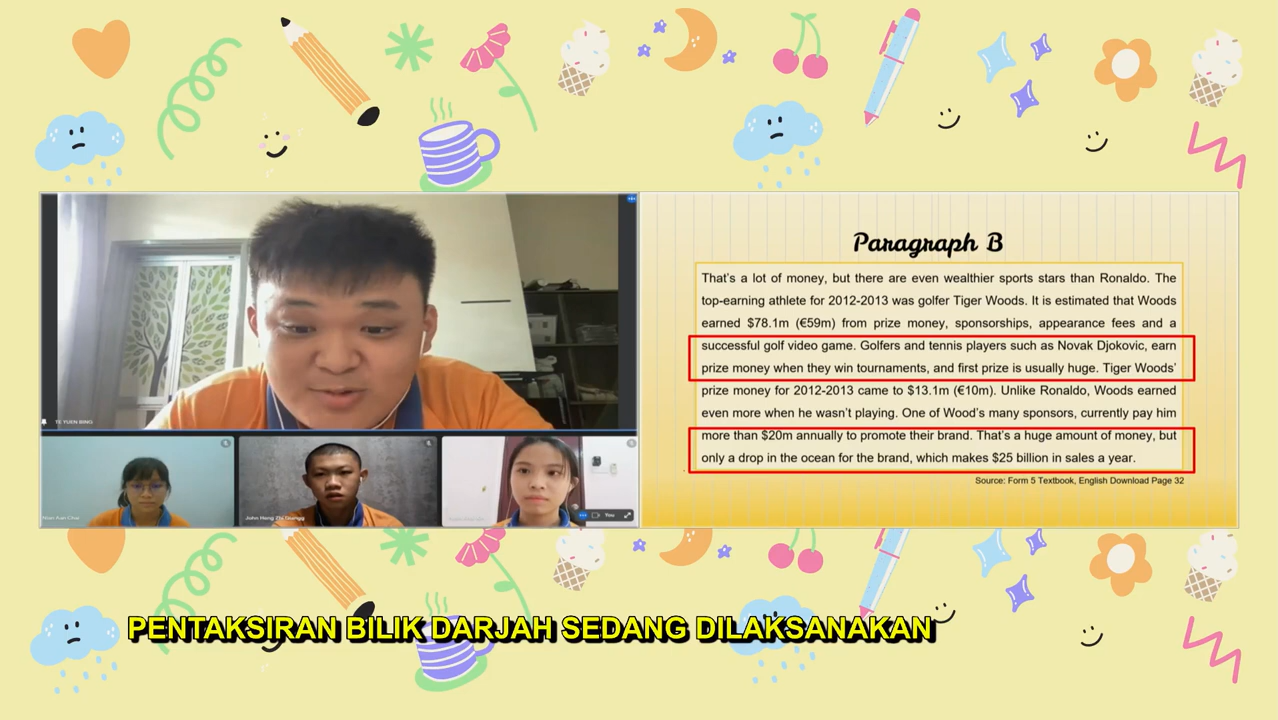 TE YUEN BING
You
Paragraph B
That's a lot of money, but there are even wealthier sports stars than Ronaldo. The
top-earning athlete for 2012-2013 was golfer Tiger Woods. It is estimated that Woods
earned $78.1m (€59m) from prize money, sponsorships, appearance fees and a
successful golf video game. Golfers and tennis players such as Novak Djokovic, earn
prize money when they win tournaments, and first prize is usually huge. Tiger Woods'
prize money for 2012-2013 came to $13.1m (€10m). Unlike Ronaldo, Woods earned
even more when he wasn't playing. One of Wood's many sponsors, currently pay him
more than $20m annually to promote their brand. That's a huge amount of money, but
only a drop in the ocean for the brand, which makes $25 billion in sales a year.
Source: Form 5 Textbook, English Download Page 32
PENTAKSIRAN BILIK DARJAH SEDANG DILAKSANAKAN